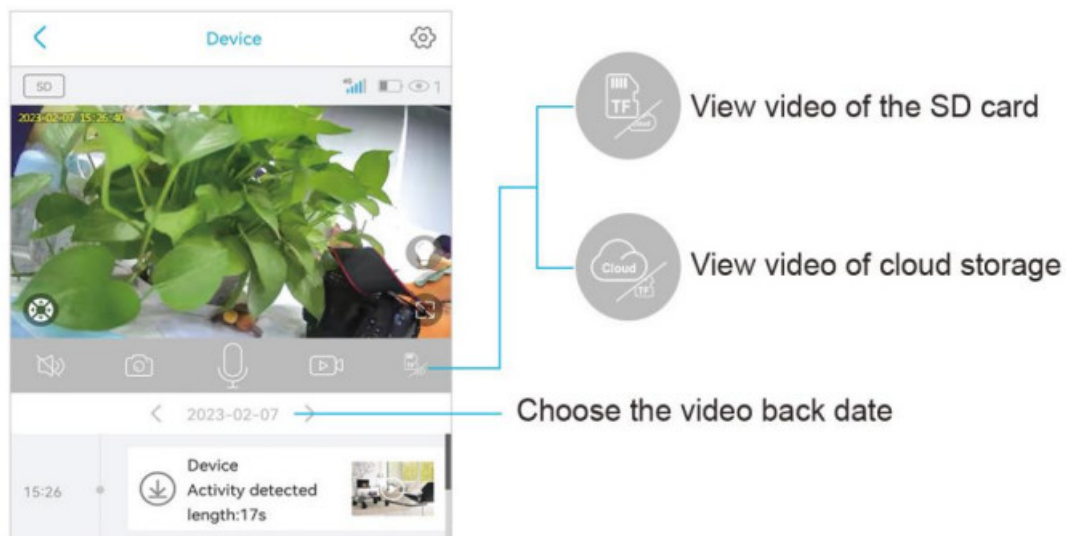 Device
SD
4G
1
2023-02-07 15:26:40
TF
cloud
View video of the SD card
Cloud
TF
View video of cloud storage
2023-02-07
Choose the video back date
15:26
Device
Activity detected
length:17s